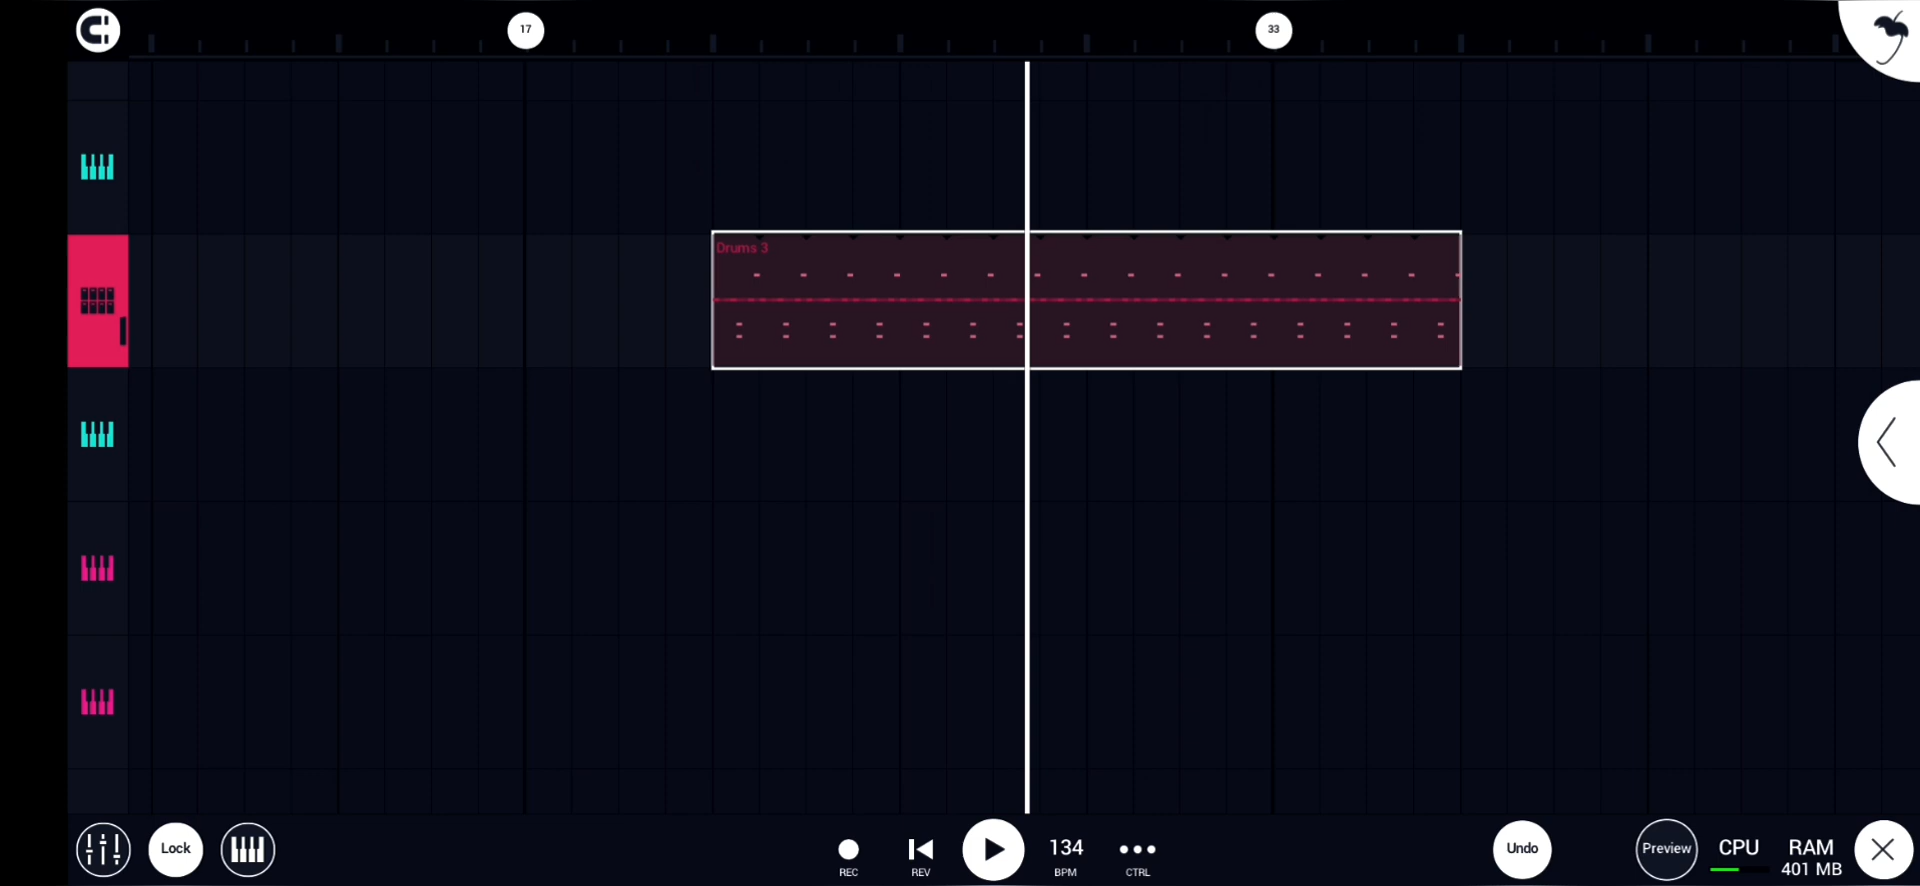 17
33
Drums 3
Lock
REC
REV
134
BPM
CTRL
Undo
Preview
CPU
RAM
401 MB